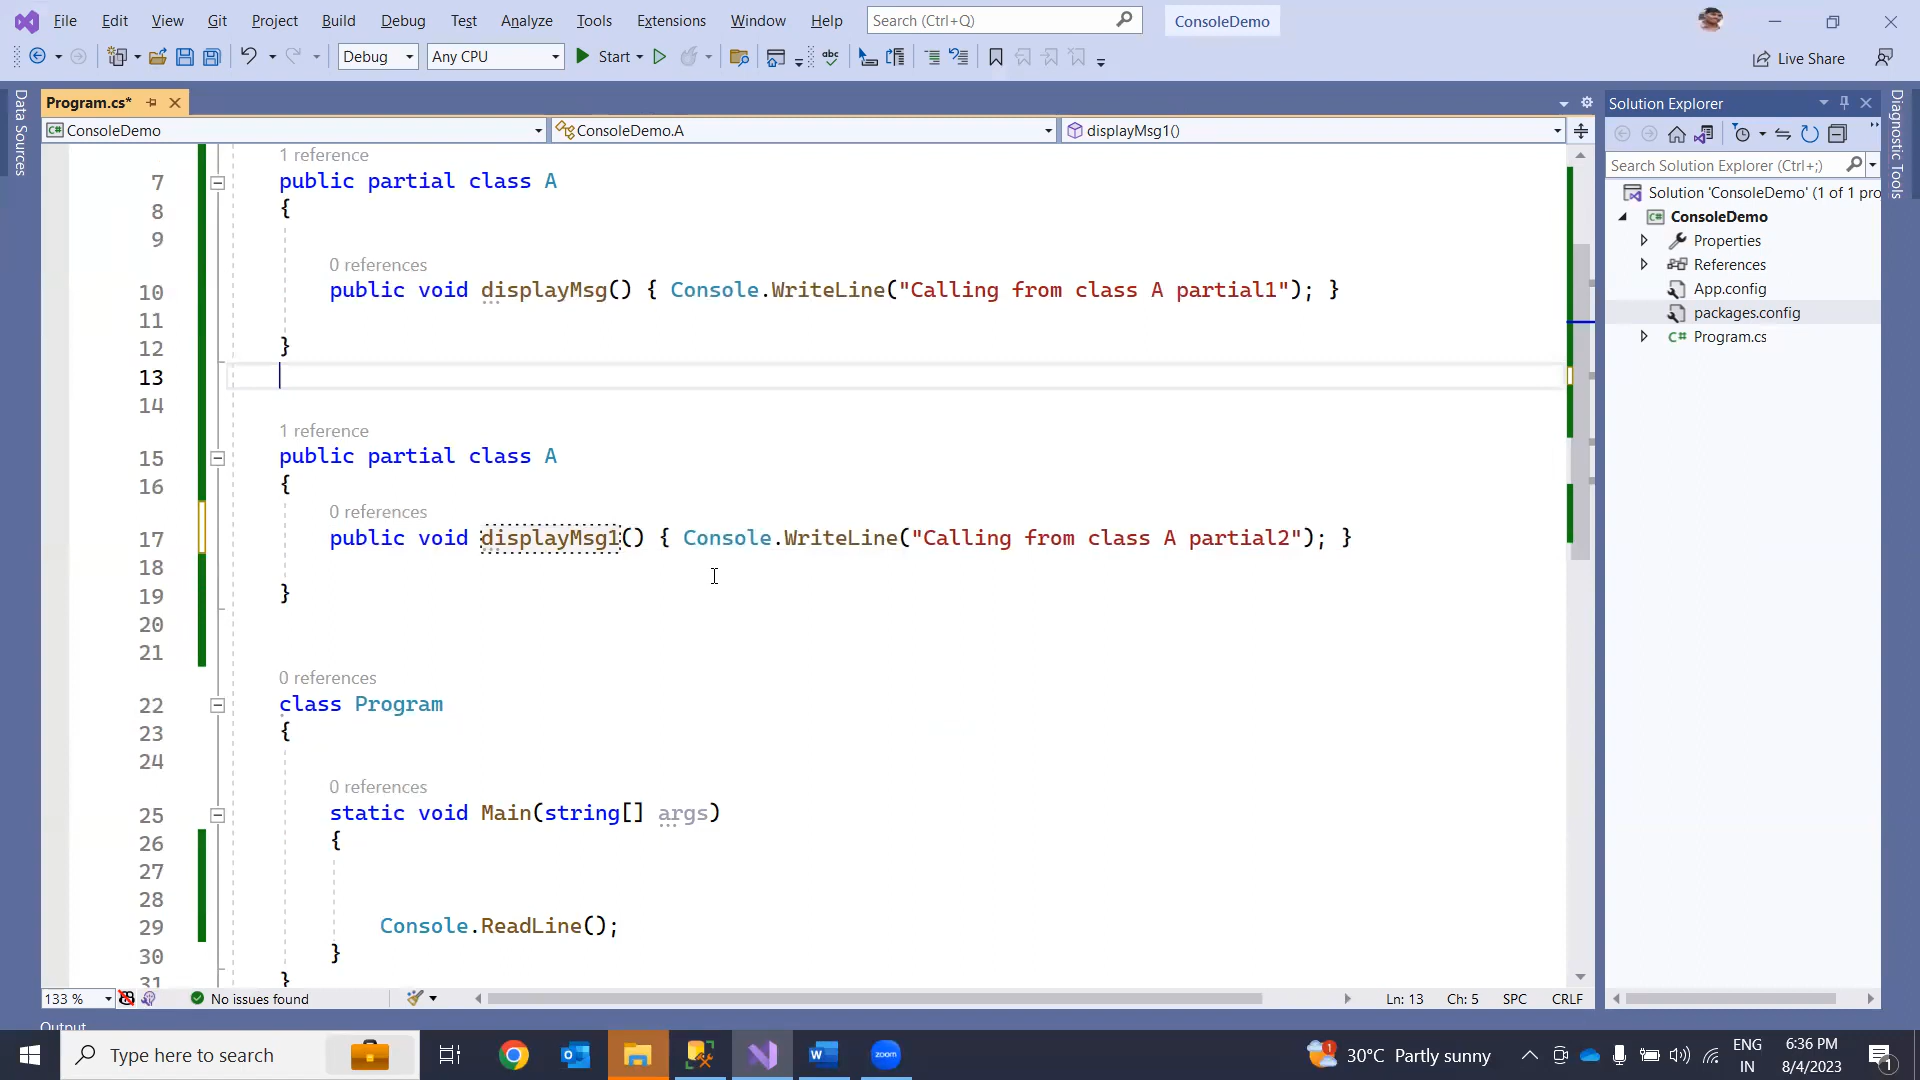 File Edit View Git Project Build Debug Test Analyze Tools Extensions Window Help Search (Ctrl+Q) ConsoleDemo
Debug Any CPU Start abc Live Share
Data Sources
Program.cs*
ConsoleDemo ConsoleDemo.A displayMsg1()
1 reference
7 public partial class A
8 {
9
0 references
10 public void displayMsg() { Console.WriteLine("Calling from class A partial1"); }
11
12 }
13
14
1 reference
15 public partial class A
16 {
0 references
17 public void displayMsg1() { Console.WriteLine("Calling from class A partial2"); }
18
19 }
20
21
0 references
22 class Program
23 {
24
0 references
25 static void Main(string[] args)
26 {
27
28
29 Console.ReadLine();
30 }
31 }
133 % No issues found Ln: 13 Ch: 5 SPC CRLF
Output
Solution Explorer
Search Solution Explorer (Ctrl+;)
Solution 'ConsoleDemo' (1 of 1 pro
C# ConsoleDemo
Properties
References
App.config
packages.config
C# Program.cs
Diagnostic Tools
Type here to search zoom 30°C Partly sunny ENG IN 6:36 PM 8/4/2023 1